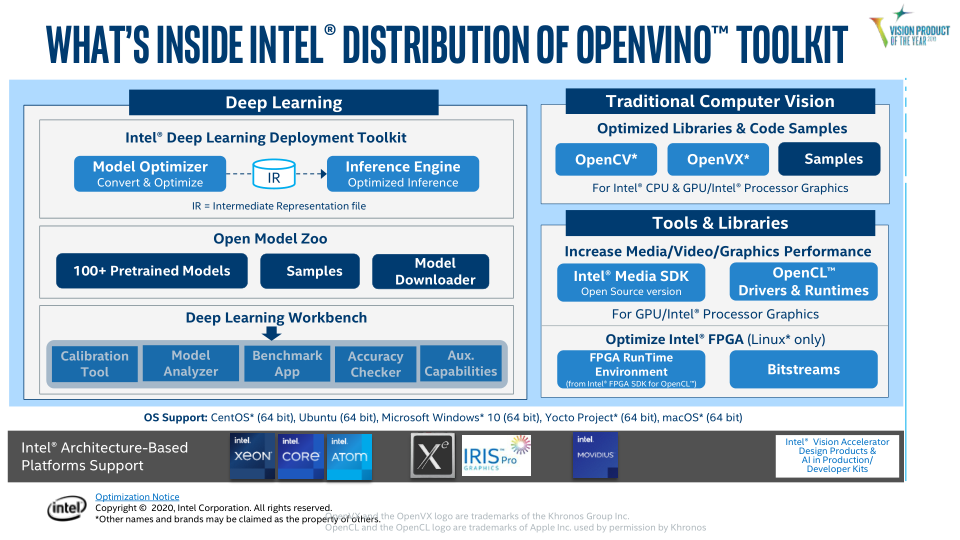 WHAT'S INSIDE INTEL® DISTRIBUTION OF OPENVINO™ TOOLKIT
VISION PRODUCT
OF THE YEAR
Deep Learning
Intel® Deep Learning Deployment Toolkit
Model Optimizer
Convert & Optimize
IR
Inference Engine
Optimized Inference
IR = Intermediate Representation file
Open Model Zoo
100+ Pretrained Models
Samples
Model
Downloader
Deep Learning Workbench
Calibration
Tool
Model
Analyzer
Benchmark
App
Accuracy
Checker
Aux.
Capabilities
Traditional Computer Vision
Optimized Libraries & Code Samples
OpenCV*
OpenVX*
Samples
For Intel® CPU & GPU/Intel® Processor Graphics
Tools & Libraries
Increase Media/Video/Graphics Performance
Intel® Media SDK
Open Source version
OpenCL™
Drivers & Runtimes
For GPU/Intel® Processor Graphics
Optimize Intel® FPGA (Linux* only)
FPGA RunTime
Environment
(from Intel® FPGA SDK for OpenCL™)
Bitstreams
OS Support: CentOS* (64 bit), Ubuntu (64 bit), Microsoft Windows* 10 (64 bit), Yocto Project* (64 bit), macOS* (64 bit)
Intel® Architecture-Based
Platforms Support
intel.
XEON®
intel.
CORE
intel.
ATOM
Xe
IRIS™ Pro
GRAPHICS
intel.
MOVIDIUS
Intel® Vision Accelerator
Design Products &
AI in Production/
Developer Kits
intel
Optimization Notice
Copyright © 2020, Intel Corporation. All rights reserved.
*Other names and brands may be claimed as the property of others.
and the OpenVX logo are trademarks of the Khronos Group Inc.
OpenCL and the OpenCL logo are trademarks of Apple Inc. used by permission by Khronos